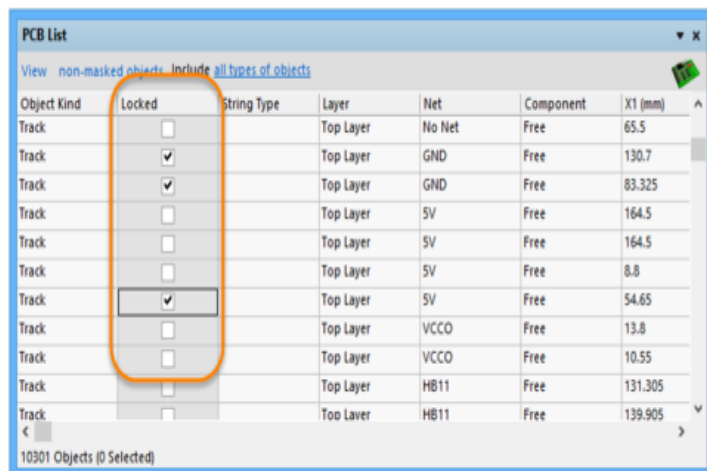 PCB List
View non-masked objects Include all types of objects
Object Kind Locked String Type Layer Net Component X1 (mm)
Track Top Layer No Net Free 65.5
Track Top Layer GND Free 130.7
Track Top Layer GND Free 83.325
Track Top Layer 5V Free 164.5
Track Top Layer 5V Free 164.5
Track Top Layer 5V Free 8.8
Track Top Layer 5V Free 54.65
Track Top Layer VCCO Free 13.8
Track Top Layer VCCO Free 10.55
Track Top Layer HB11 Free 131.305
Track Top Layer HB11 Free 139.905
10301 Objects (0 Selected)